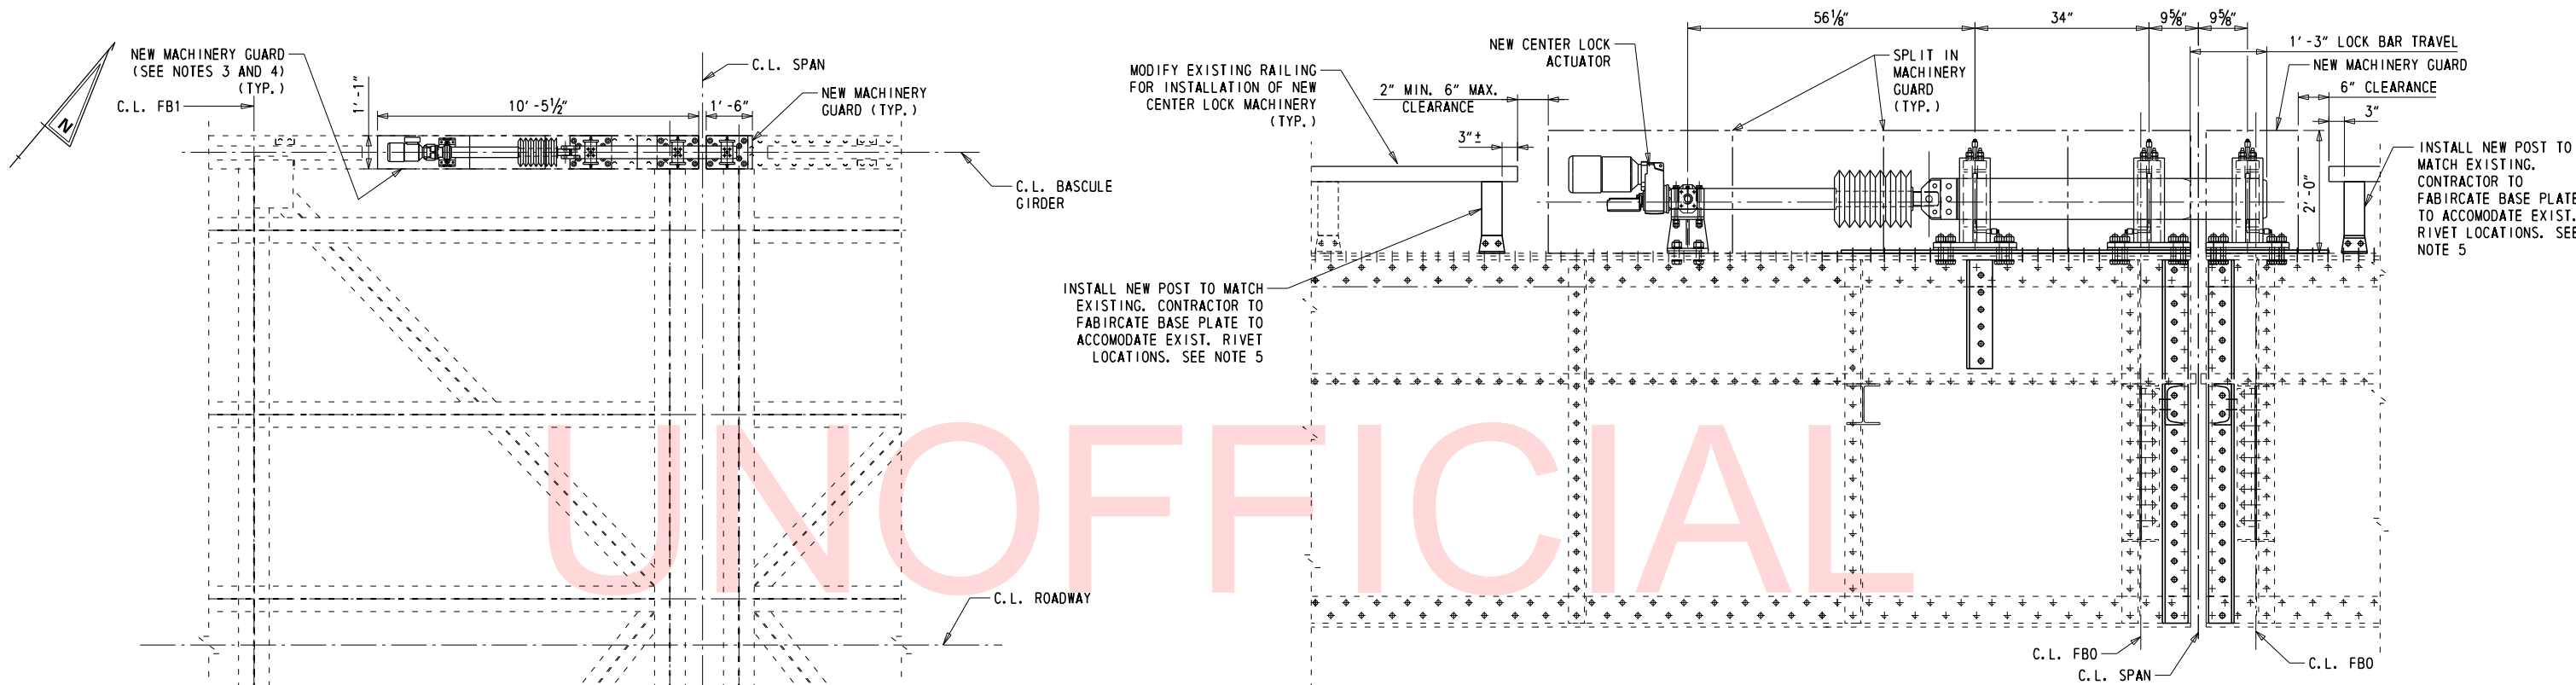 NEW MACHINERY GUARD
(SEE NOTES 3 AND 4)
(TYP.)
C.L. FB1
N
1'-1"
10'-5½"
1'-6"
C.L. SPAN
NEW MACHINERY
GUARD (TYP.)
C.L. BASCULE
GIRDER
C.L. ROADWAY
MODIFY EXISTING RAILING
FOR INSTALLATION OF NEW
CENTER LOCK MACHINERY
(TYP.)
2" MIN. 6" MAX.
CLEARANCE
3"±
NEW CENTER LOCK
ACTUATOR
56⅛"
34"
9⅝"
9⅝"
SPLIT IN
MACHINERY
GUARD
(TYP.)
1'-3" LOCK BAR TRAVEL
NEW MACHINERY GUARD
6" CLEARANCE
3"
2'-0"
INSTALL NEW POST TO
MATCH EXISTING.
CONTRACTOR TO
FABIRCATE BASE PLATE
TO ACCOMODATE EXIST.
RIVET LOCATIONS. SEE
NOTE 5
INSTALL NEW POST TO MATCH
EXISTING. CONTRACTOR TO
FABIRCATE BASE PLATE TO
ACCOMODATE EXIST. RIVET
LOCATIONS. SEE NOTE 5
C.L. FB0
C.L. SPAN
C.L. FB0
UNOFFICIAL